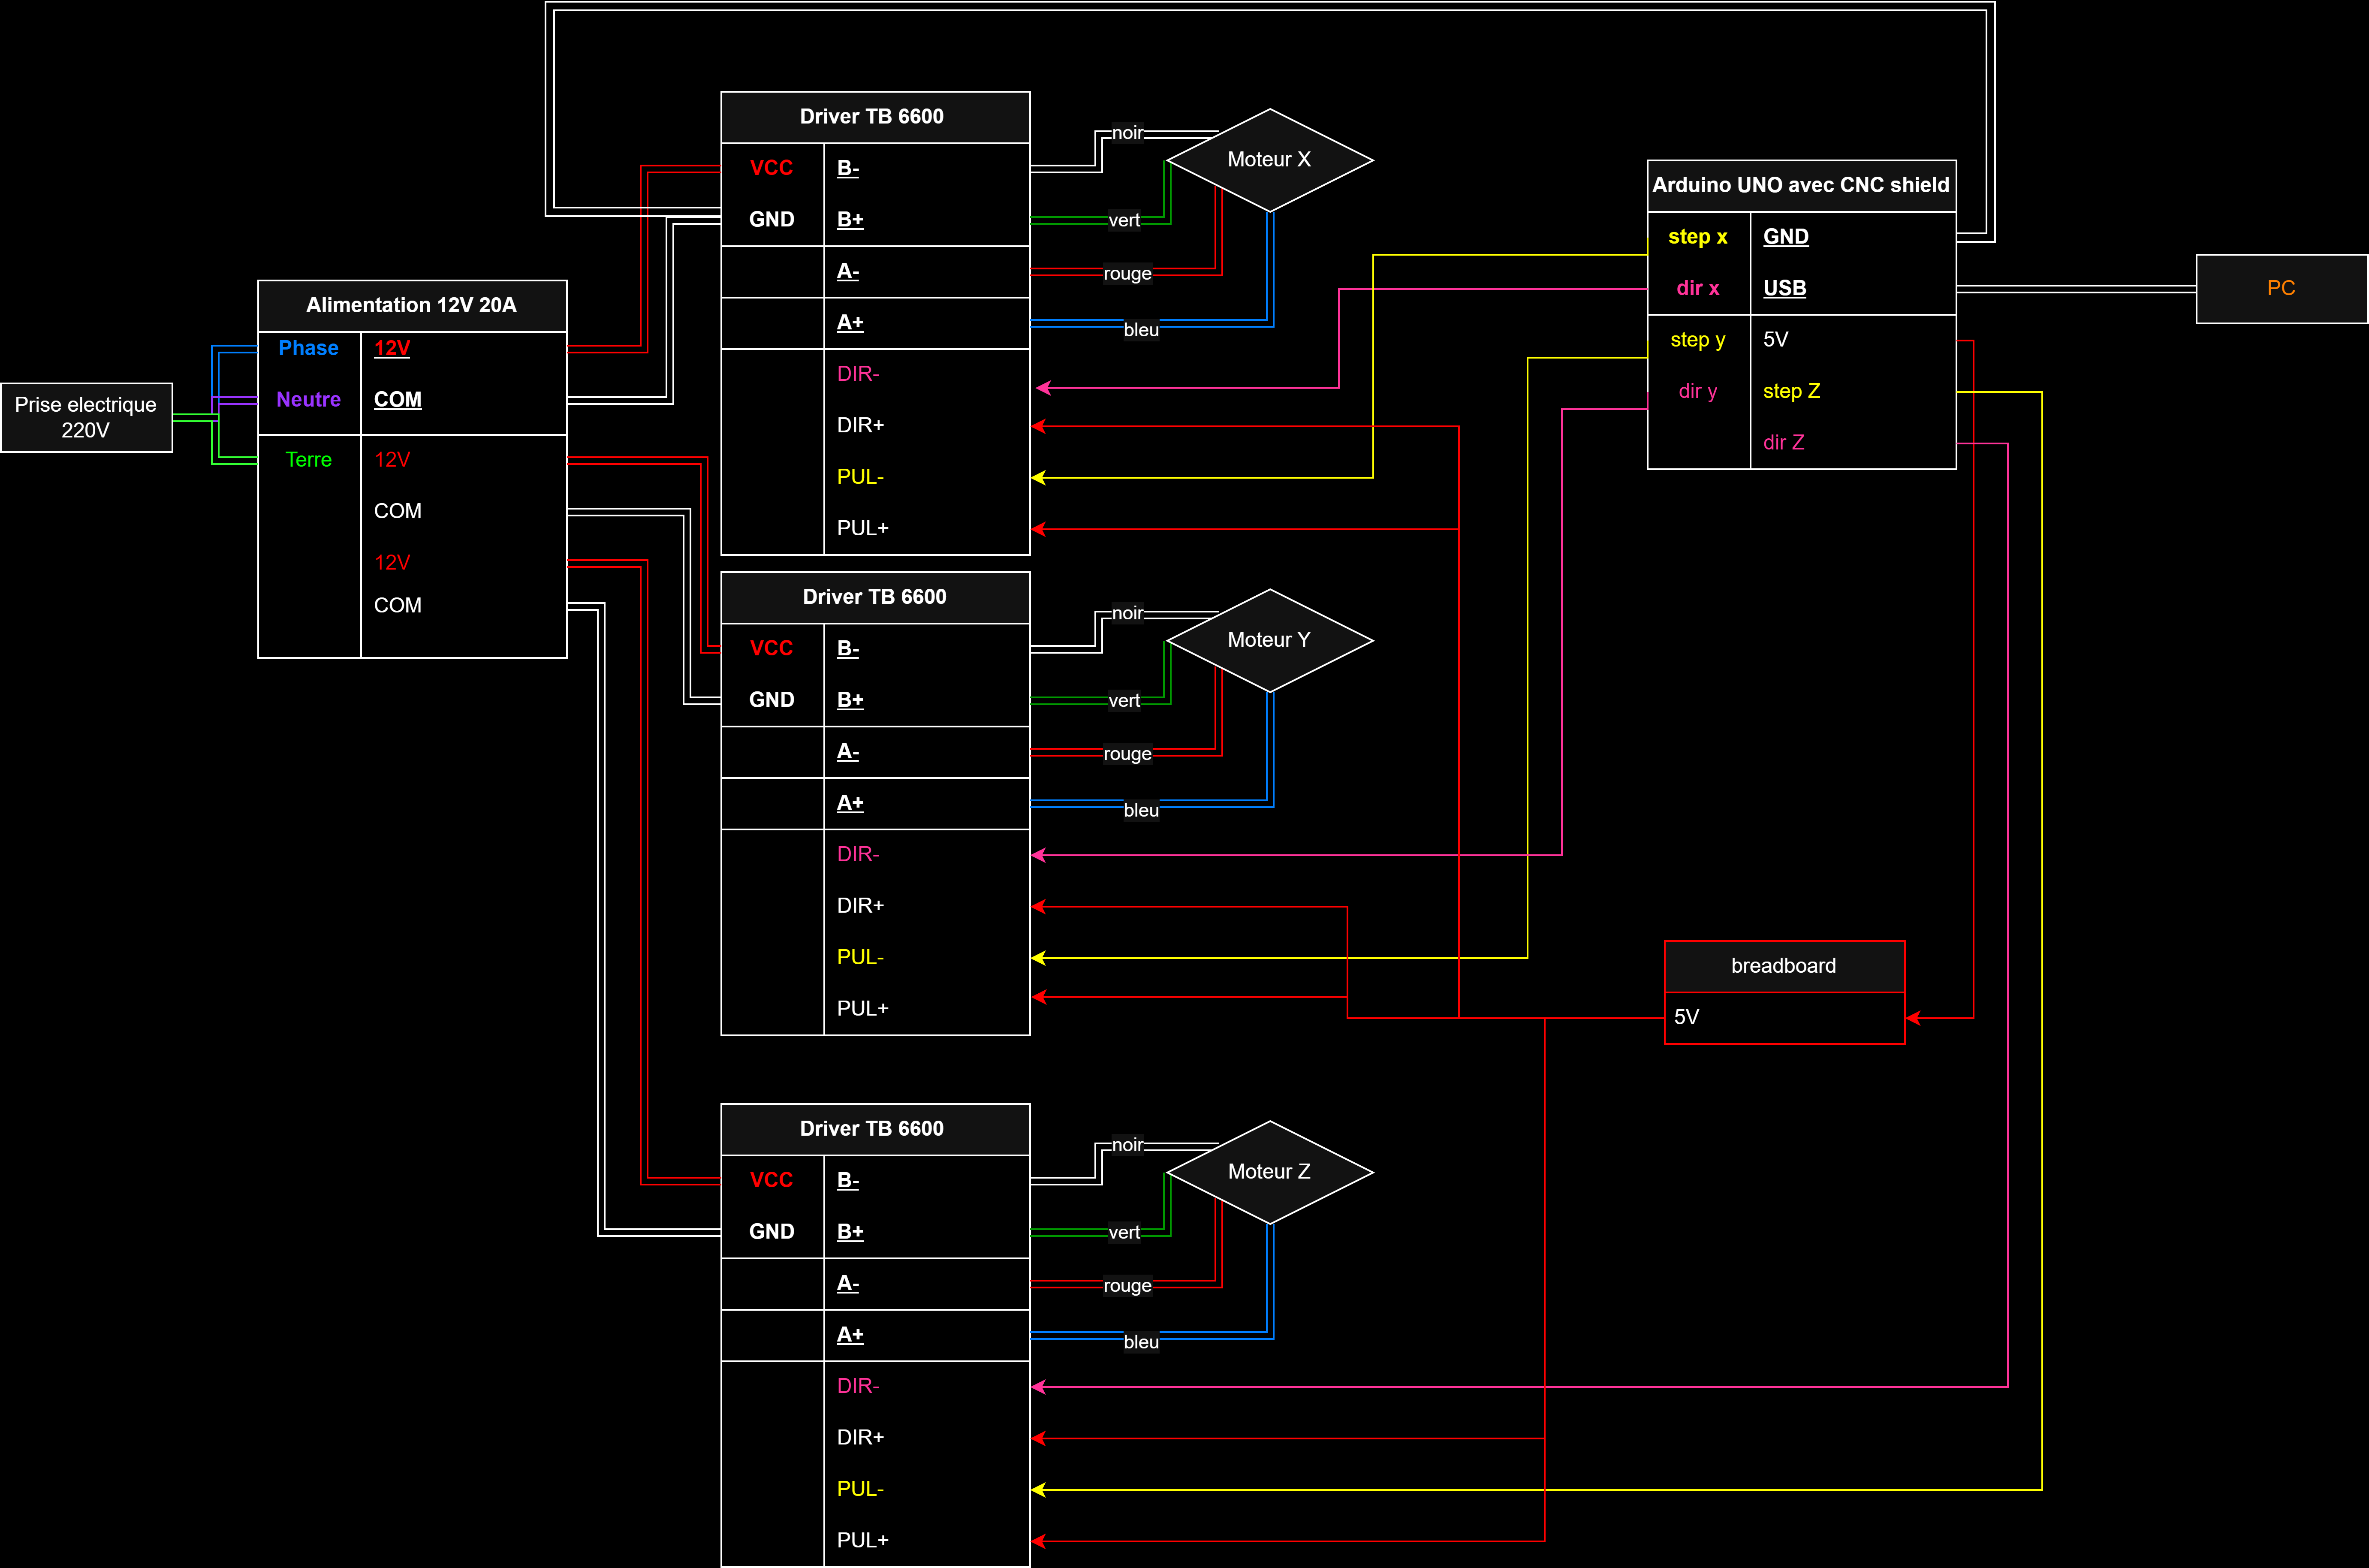 Prise electrique
220V
Alimentation 12V 20A
Phase 12V
Neutre COM
Terre 12V
COM
12V
COM
Driver TB 6600
VCC B-
GND B+
A-
A+
DIR-
DIR+
PUL-
PUL+
noir
vert
rouge
bleu
Moteur X
Driver TB 6600
VCC B-
GND B+
A-
A+
DIR-
DIR+
PUL-
PUL+
noir
vert
rouge
bleu
Moteur Y
Driver TB 6600
VCC B-
GND B+
A-
A+
DIR-
DIR+
PUL-
PUL+
noir
vert
rouge
bleu
Moteur Z
Arduino UNO avec CNC shield
step x GND
dir x USB
step y 5V
dir y step Z
dir Z
PC
breadboard
5V